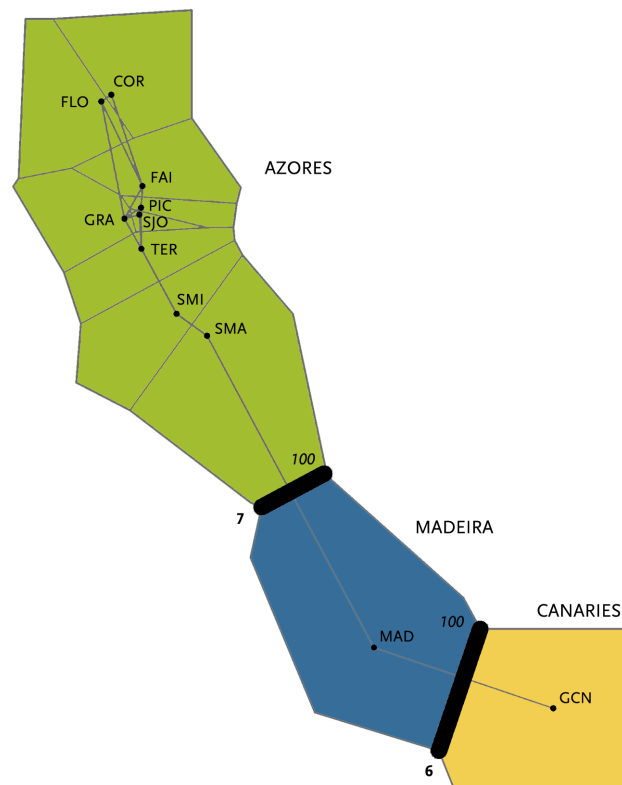 COR
FLO
AZORES
FAI
PIC
GRA
SJO
TER
SMI
SMA
100
7
MADEIRA
CANARIES
100
MAD
GCN
6